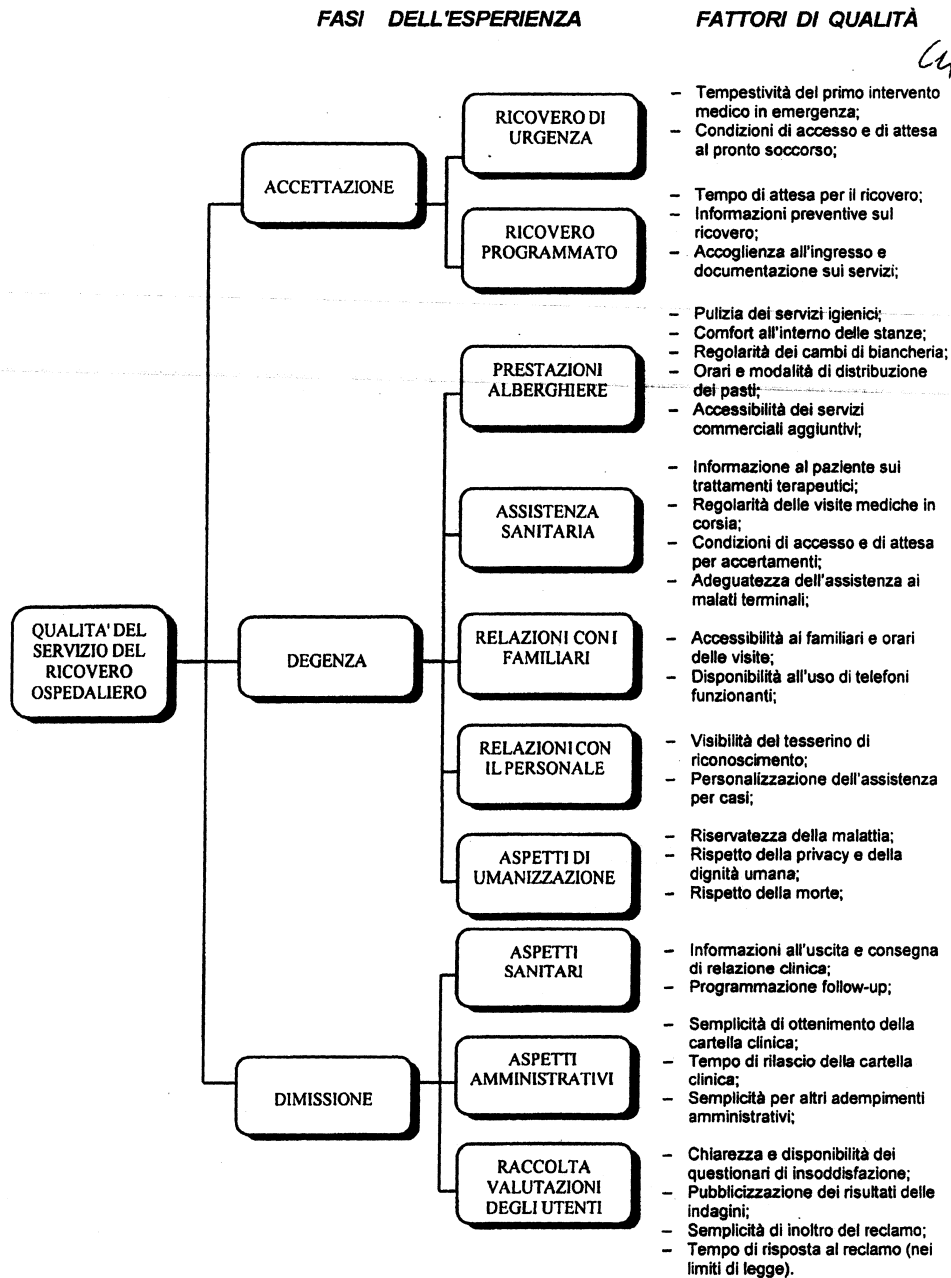 FASI DELL'ESPERIENZA
FATTORI DI QUALITÀ
QUALITA' DEL
SERVIZIO DEL
RICOVERO
OSPEDALIERO
ACCETTAZIONE
RICOVERO DI
URGENZA
– Tempestività del primo intervento
medico in emergenza;
– Condizioni di accesso e di attesa
al pronto soccorso;
RICOVERO
PROGRAMMATO
– Tempo di attesa per il ricovero;
– Informazioni preventive sul
ricovero;
– Accoglienza all'ingresso e
documentazione sui servizi;
DEGENZA
PRESTAZIONI
ALBERGHIERE
– Pulizia dei servizi igienici;
– Comfort all'interno delle stanze;
– Regolarità dei cambi di biancheria;
– Orari e modalità di distribuzione
dei pasti;
– Accessibilità dei servizi
commerciali aggiuntivi;
ASSISTENZA
SANITARIA
– Informazione al paziente sui
trattamenti terapeutici;
– Regolarità delle visite mediche in
corsia;
– Condizioni di accesso e di attesa
per accertamenti;
– Adeguatezza dell'assistenza ai
malati terminali;
RELAZIONI CON I
FAMILIARI
– Accessibilità ai familiari e orari
delle visite;
– Disponibilità all'uso di telefoni
funzionanti;
RELAZIONI CON
IL PERSONALE
– Visibilità del tesserino di
riconoscimento;
– Personalizzazione dell'assistenza
per casi;
ASPETTI DI
UMANIZZAZIONE
– Riservatezza della malattia;
– Rispetto della privacy e della
dignità umana;
– Rispetto della morte;
DIMISSIONE
ASPETTI
SANITARI
– Informazioni all'uscita e consegna
di relazione clinica;
– Programmazione follow-up;
ASPETTI
AMMINISTRATIVI
– Semplicità di ottenimento della
cartella clinica;
– Tempo di rilascio della cartella
clinica;
– Semplicità per altri adempimenti
amministrativi;
RACCOLTA
VALUTAZIONI
DEGLI UTENTI
– Chiarezza e disponibilità dei
questionari di insoddisfazione;
– Pubblicizzazione dei risultati delle
indagini;
– Semplicità di inoltro del reclamo;
– Tempo di risposta al reclamo (nei
limiti di legge).